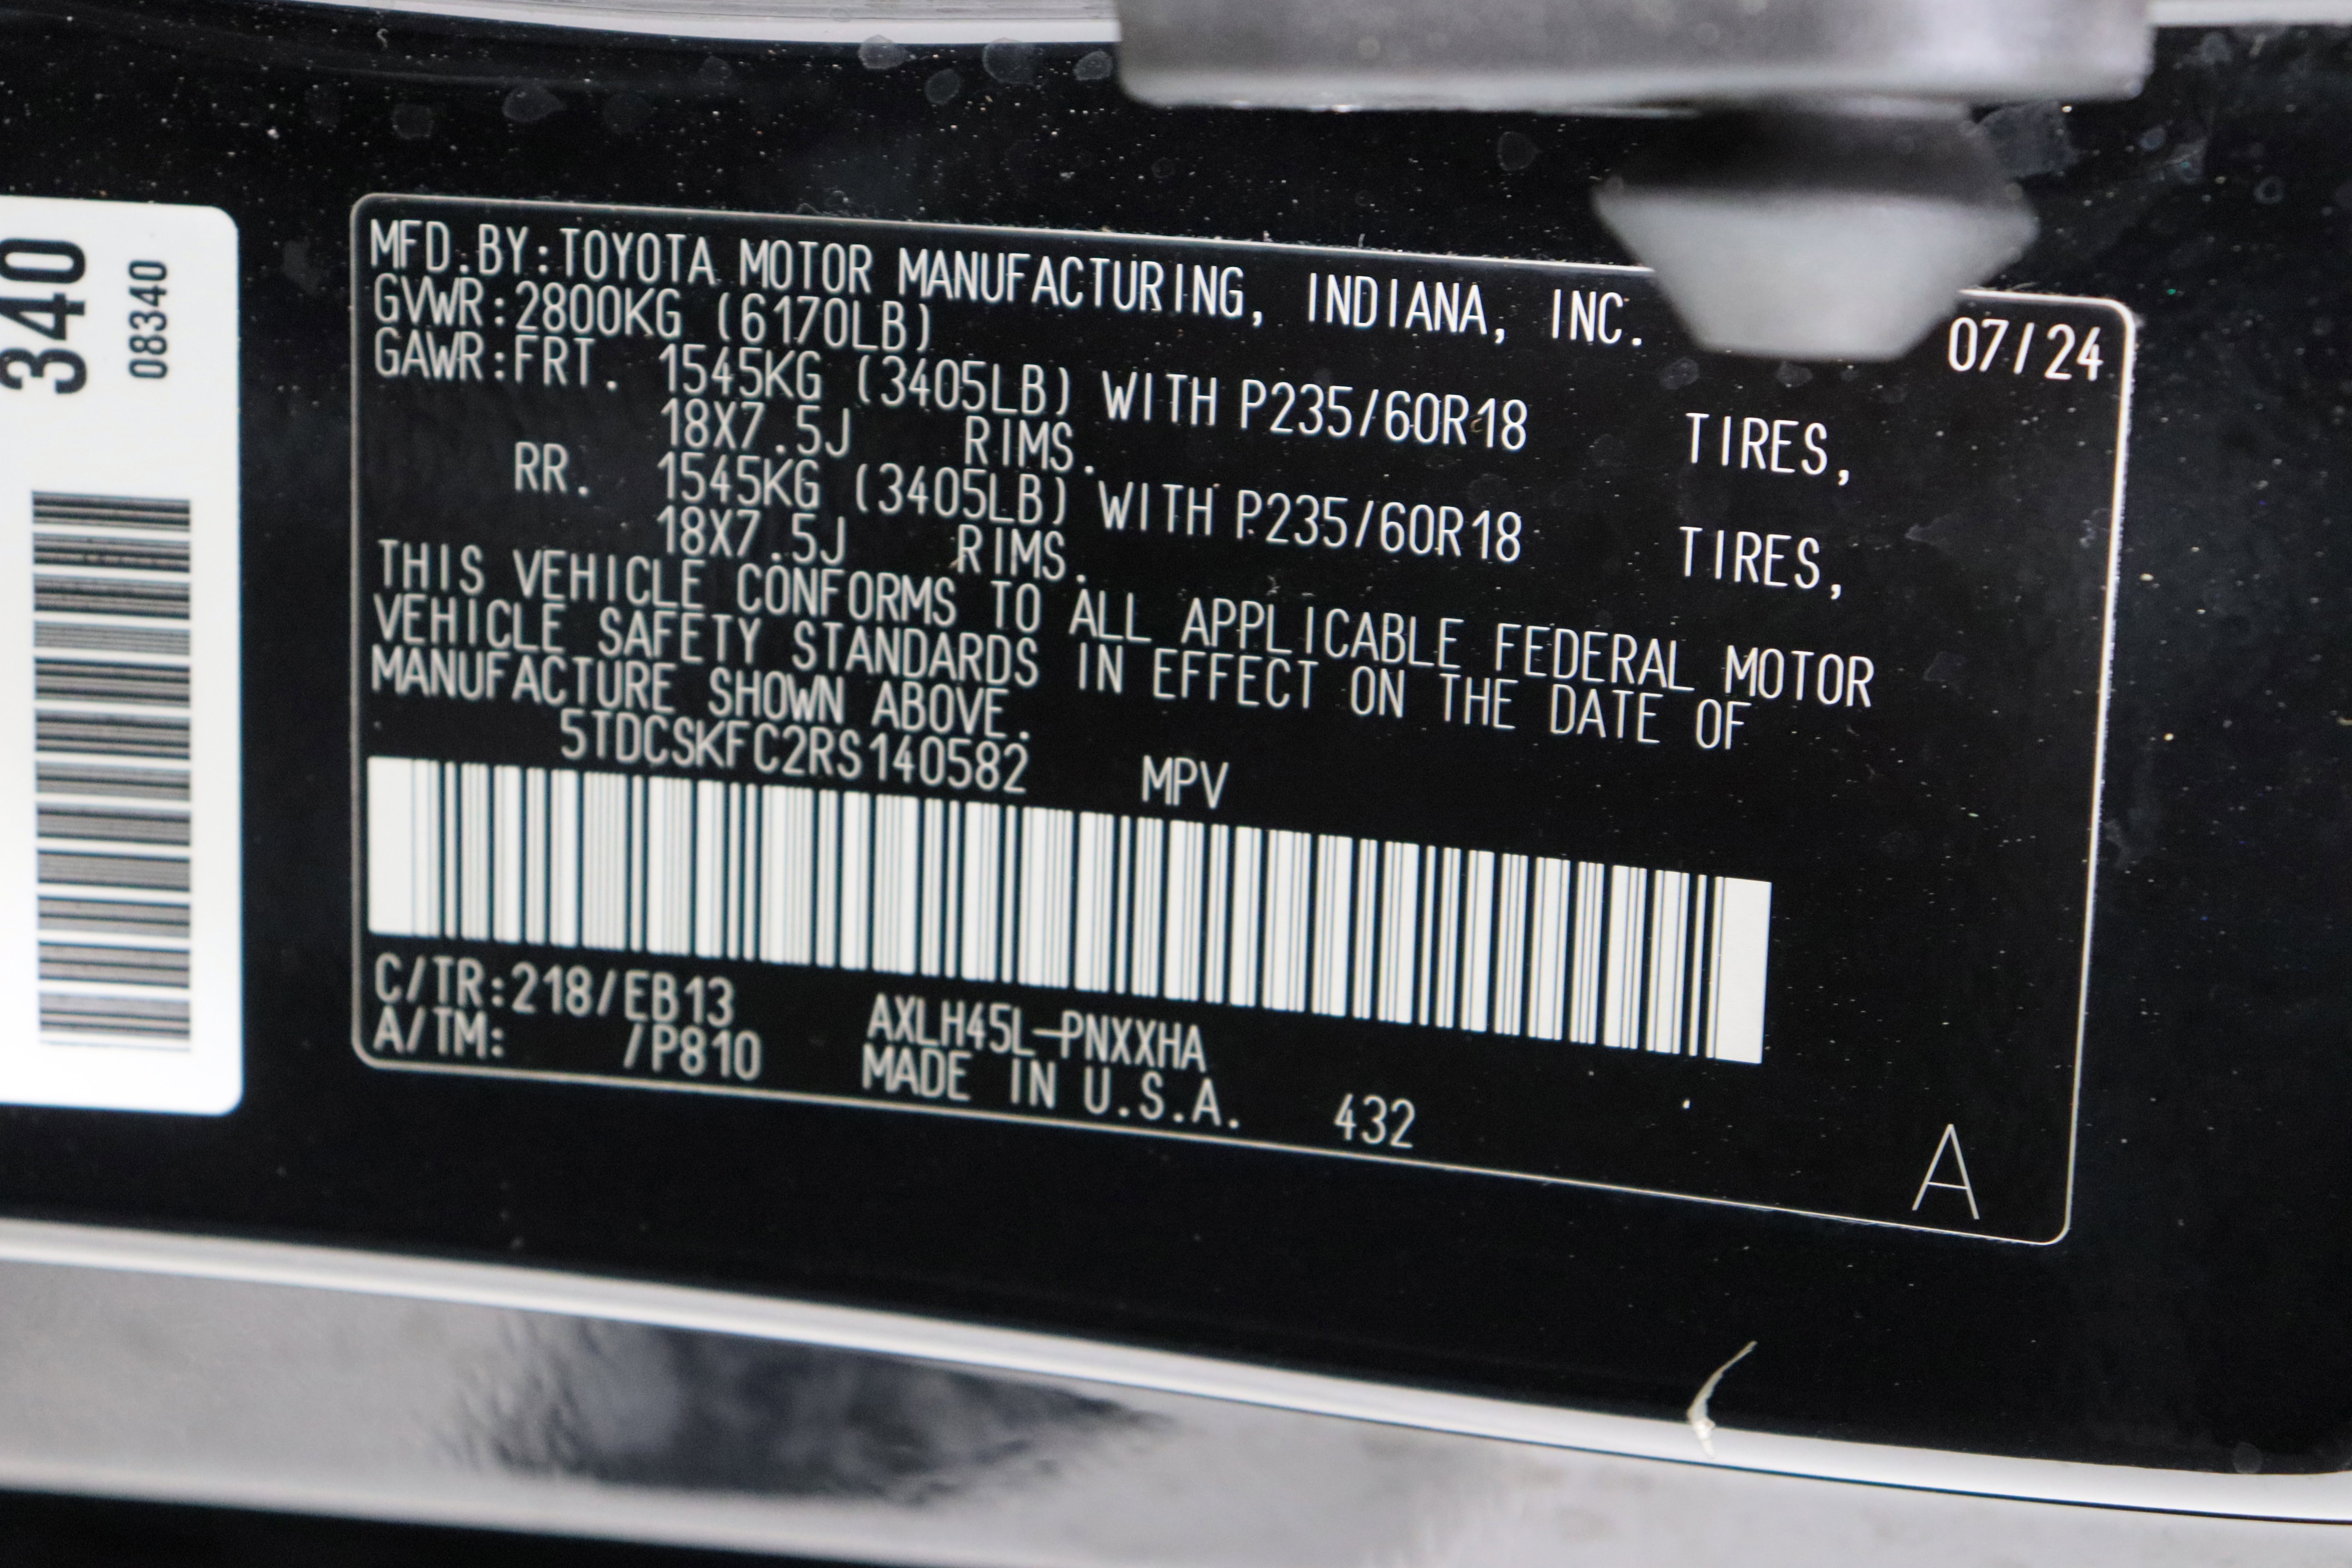 340
08340
MFD.BY:TOYOTA MOTOR MANUFACTURING, INDIANA, INC. 07/24
GVWR:2800KG (6170LB)
GAWR:FRT. 1545KG (3405LB) WITH P235/60R18 TIRES,
18X7.5J RIMS.
RR. 1545KG (3405LB) WITH P235/60R18 TIRES,
18X7.5J RIMS.
THIS VEHICLE CONFORMS TO ALL APPLICABLE FEDERAL MOTOR
VEHICLE SAFETY STANDARDS IN EFFECT ON THE DATE OF
MANUFACTURE SHOWN ABOVE.
5TDCSKFC2RS140582 MPV
C/TR:218/EB13 AXLH45L-PNXXHA
A/TM: /P810 MADE IN U.S.A. 432
A